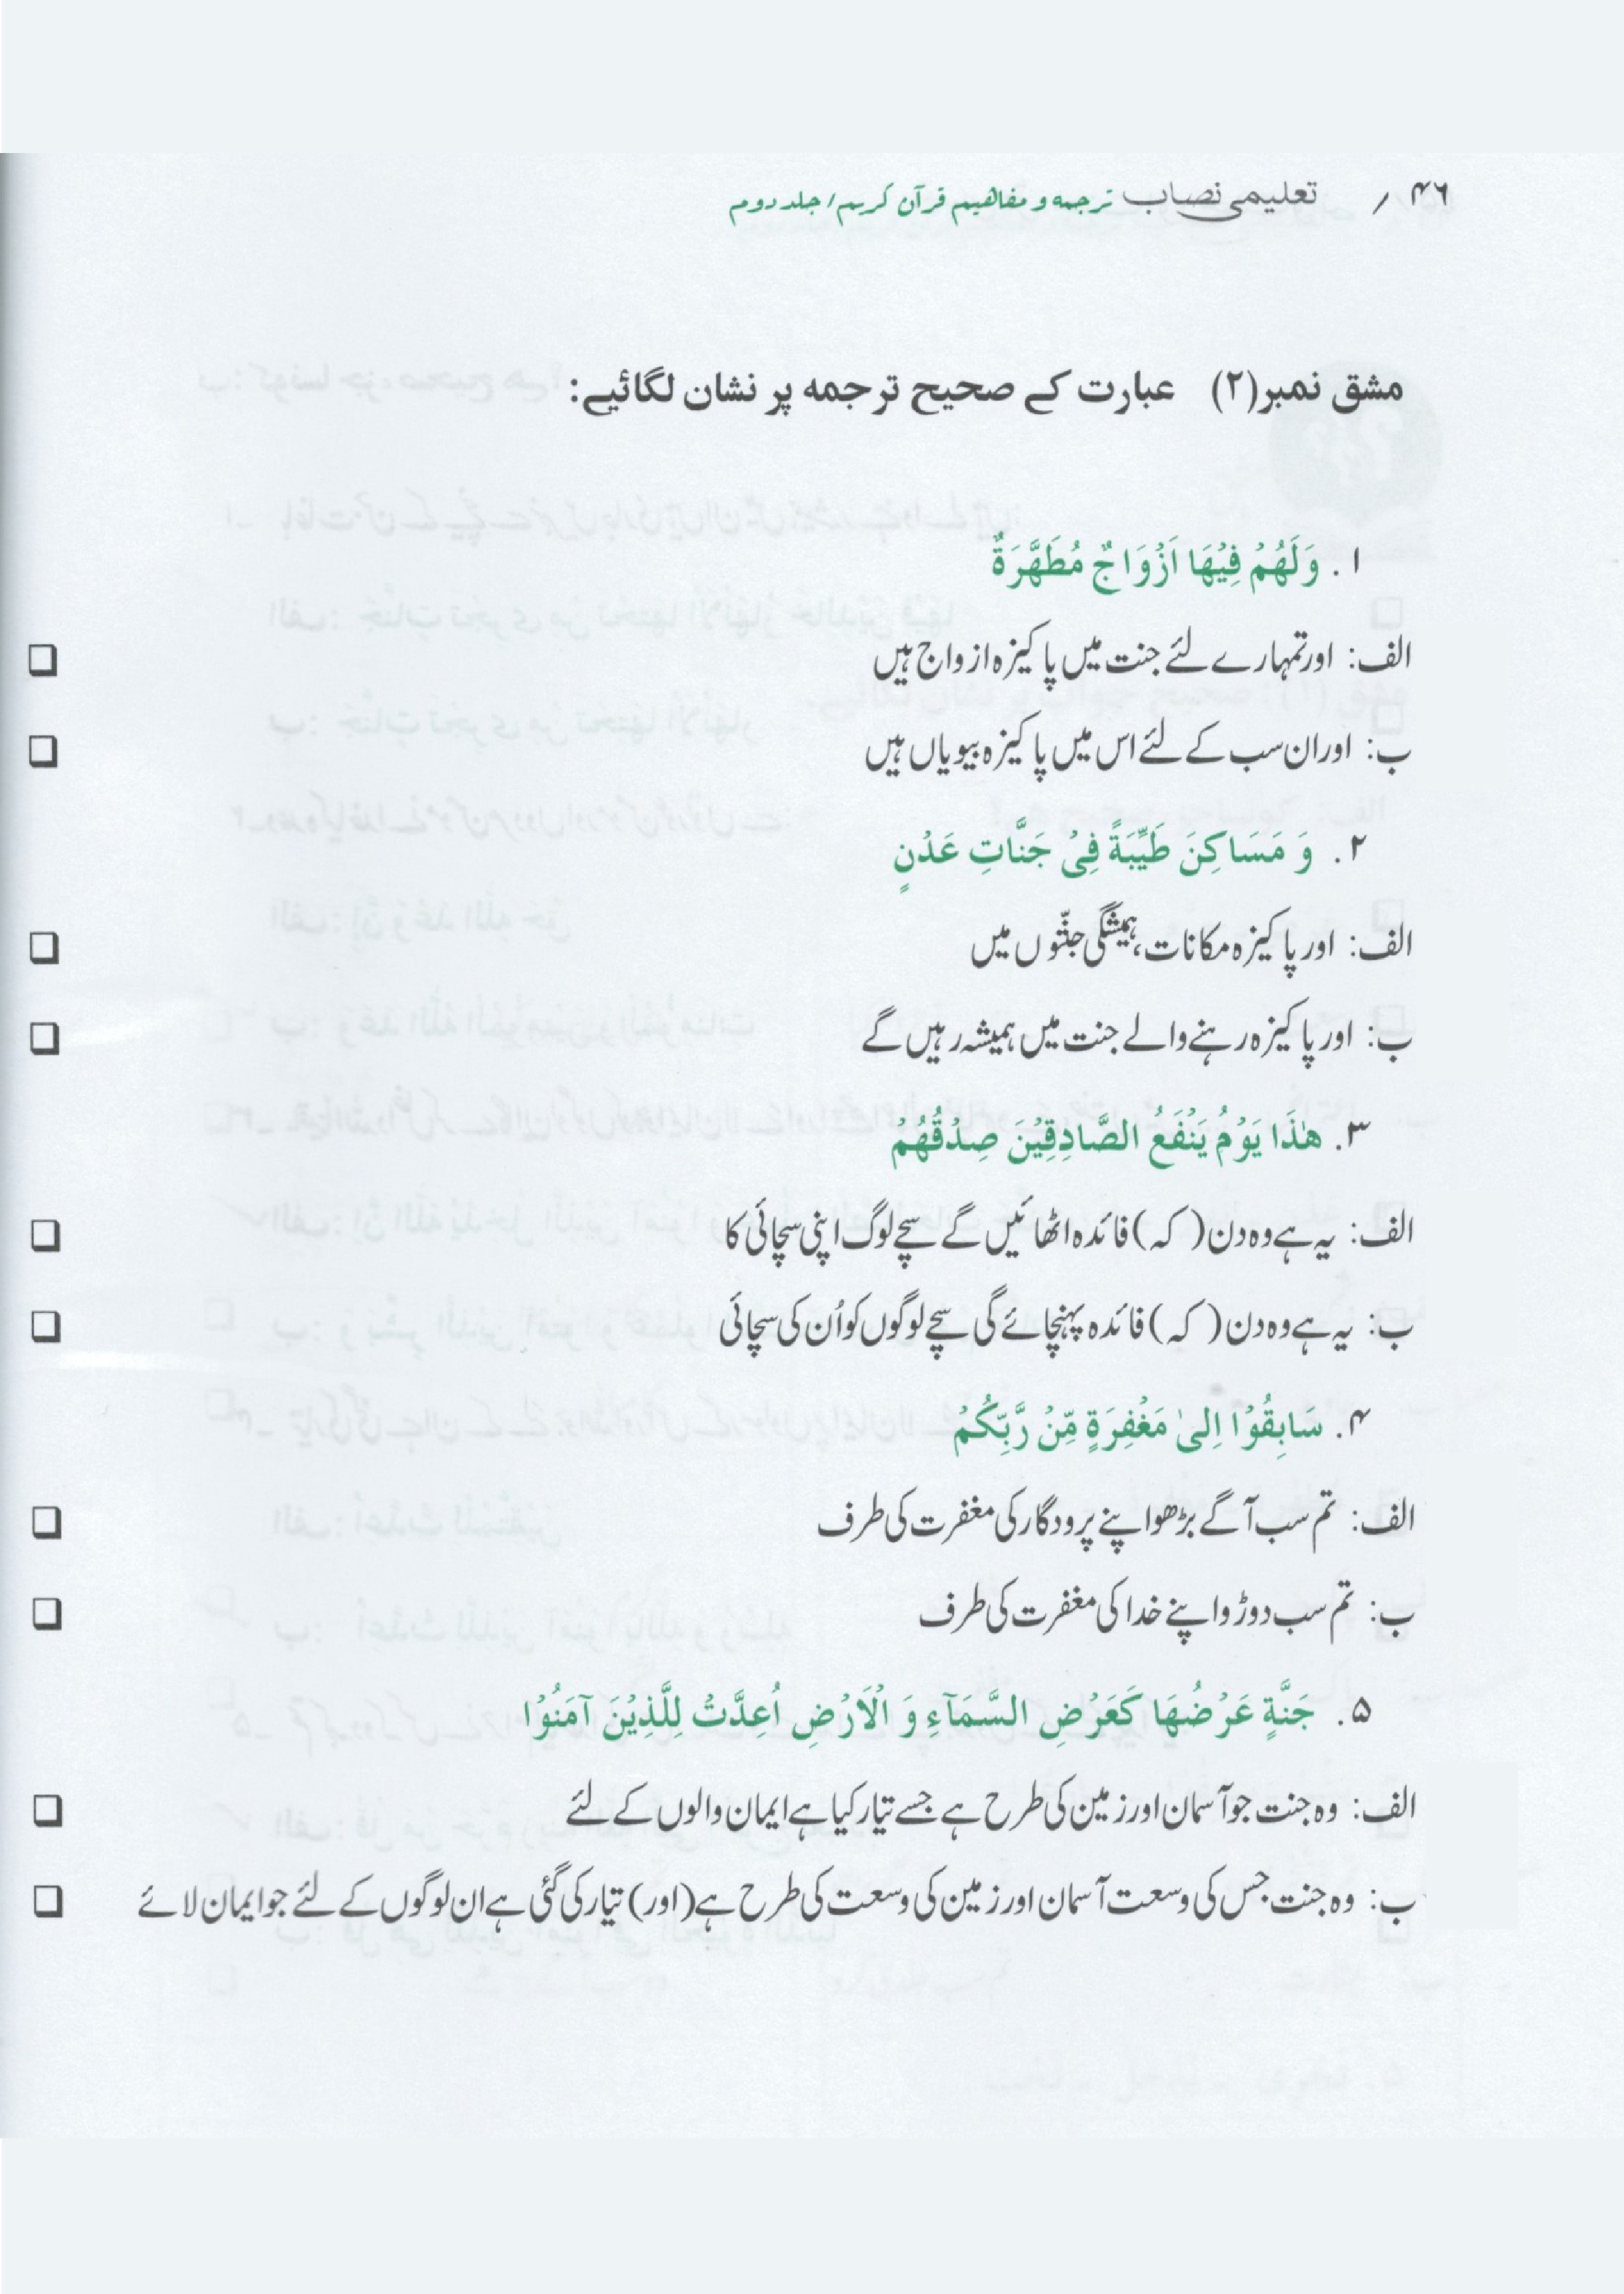 ۴۶ / تعلیمی نصاب ترجمه و مفاهیم قرآن کریم/ جلد دوم
مشق نمبر(۲) عبارت کے صحیح ترجمہ پر نشان لگائیے:
۱. وَلَهُمْ فِيْهَا اَزْوَاجٌ مُطَهَّرَةٌ
الف: اور تمہارے لئے جنت میں پاکیزہ ازواج ہیں
ب: اور ان سب کے لئے اس میں پاکیزہ بیویاں ہیں
۲. وَ مَسَاكِنَ طَيِّبَةً فِیْ جَنَّاتِ عَدْنٍ
الف: اور پاکیزہ مکانات، ہمیشگی جنّتوں میں
ب: اور پاکیزہ رہنے والے جنت میں ہمیشہ رہیں گے
۳. هٰذَا يَوْمُ يَنْفَعُ الصَّادِقِيْنَ صِدْقُهُمْ
الف: یہ ہے وہ دن (کہ) فائدہ اٹھائیں گے سچے لوگ اپنی سچائی کا
ب: یہ ہے وہ دن (کہ) فائدہ پہنچائے گی سچے لوگوں کو اُن کی سچائی
۴. سَابِقُوْا اِلیٰ مَغْفِرَةٍ مِّنْ رَّبِّكُمْ
الف: تم سب آگے بڑھو اپنے پرودگار کی مغفرت کی طرف
ب: تم سب دوڑو اپنے خدا کی مغفرت کی طرف
۵. جَنَّةٍ عَرْضُهَا كَعَرْضِ السَّمَآءِ وَ الْاَرْضِ اُعِدَّتْ لِلَّذِيْنَ آمَنُوْا
الف: وہ جنت جو آسمان اور زمین کی طرح ہے جسے تیار کیا ہے ایمان والوں کے لئے
ب: وہ جنت جس کی وسعت آسمان اور زمین کی وسعت کی طرح ہے (اور) تیار کی گئی ہے ان لوگوں کے لئے جو ایمان لائے